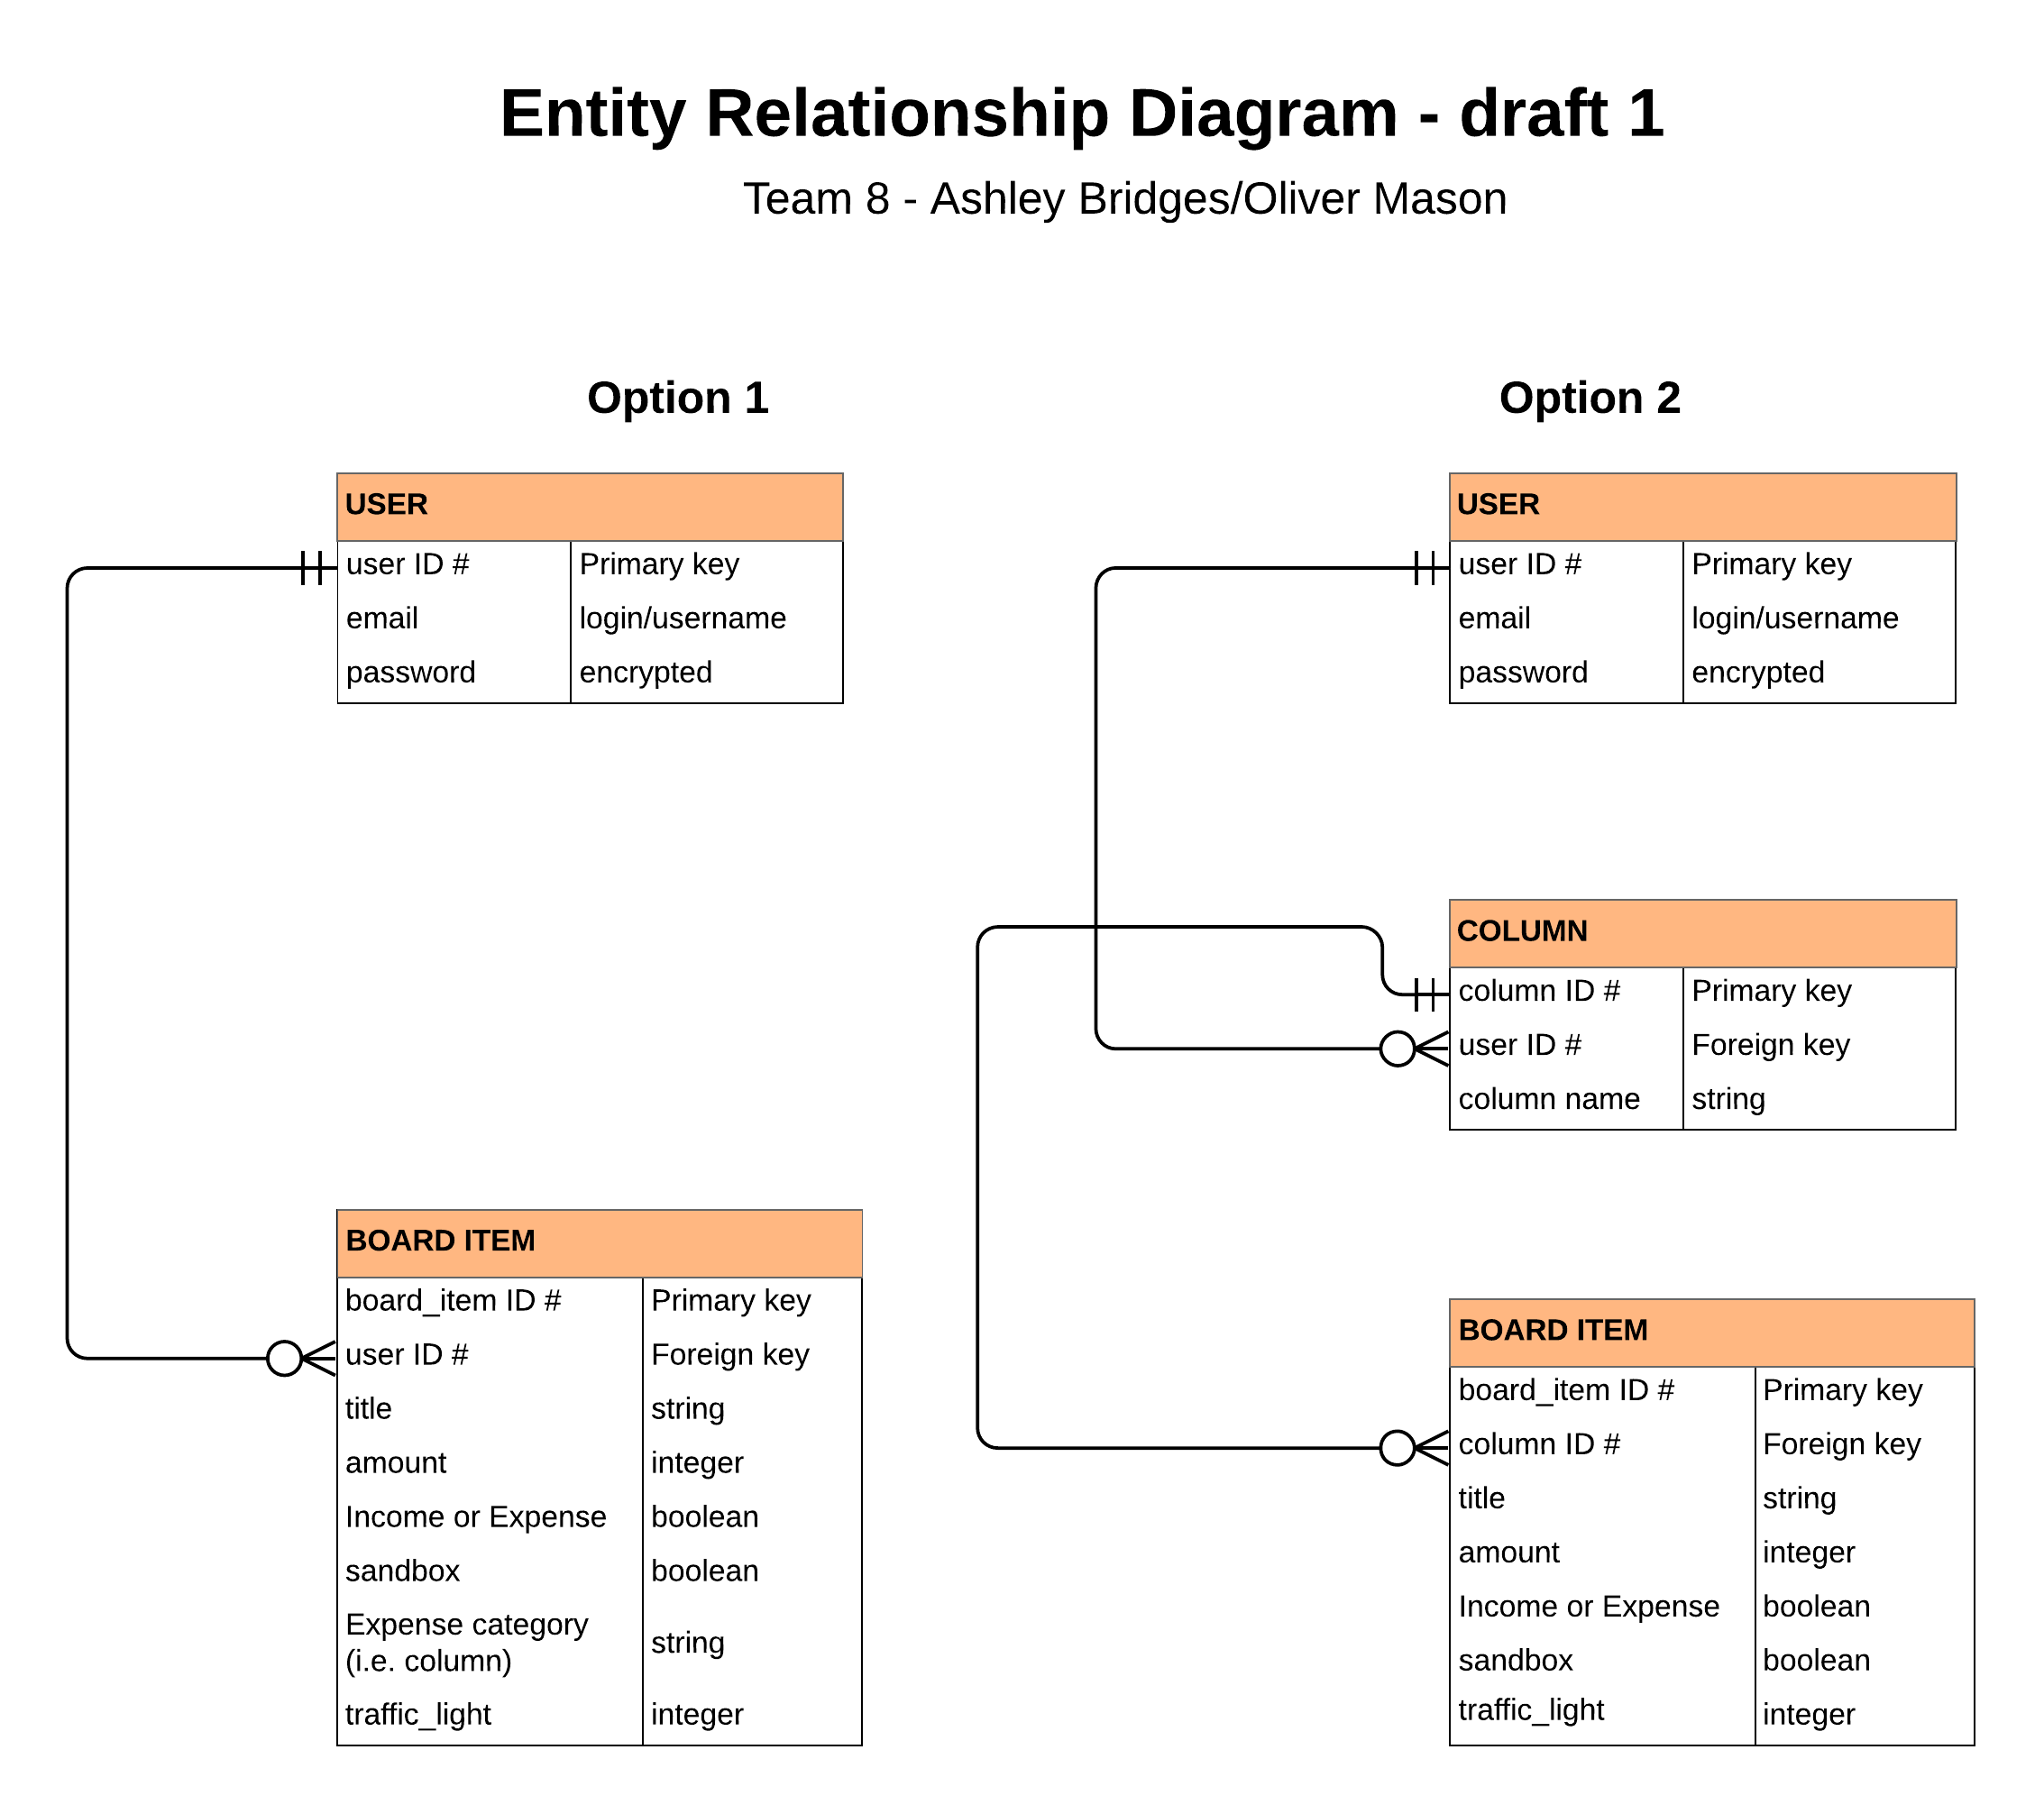 Entity Relationship Diagram - draft 1
Team 8 - Ashley Bridges/Oliver Mason
Option 1
USER
user ID # Primary key
email login/username
password encrypted
BOARD ITEM
board_item ID # Primary key
user ID # Foreign key
title string
amount integer
Income or Expense boolean
sandbox boolean
Expense category
(i.e. column) string
traffic_light integer
Option 2
USER
user ID # Primary key
email login/username
password encrypted
COLUMN
column ID # Primary key
user ID # Foreign key
column name string
BOARD ITEM
board_item ID # Primary key
column ID # Foreign key
title string
amount integer
Income or Expense boolean
sandbox boolean
traffic_light integer